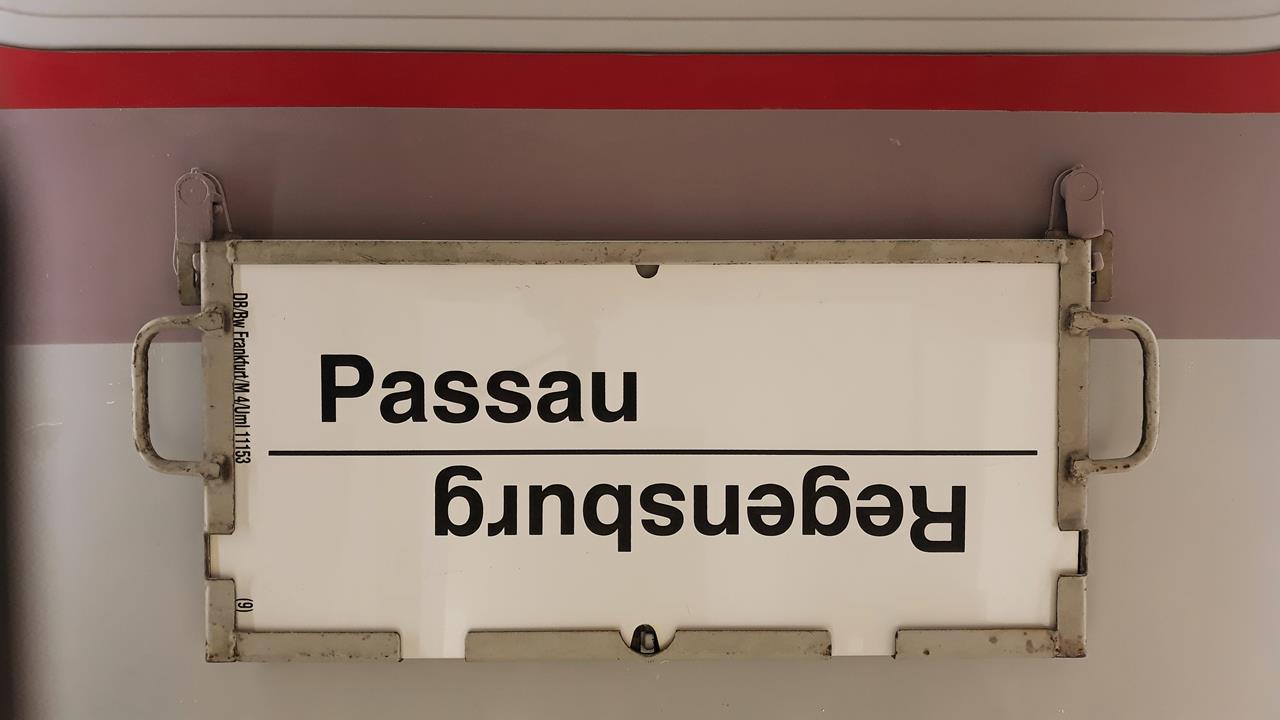 Passau
Regensburg
DB/Bw Frankfurt/M 4/Uml 11153
(9)